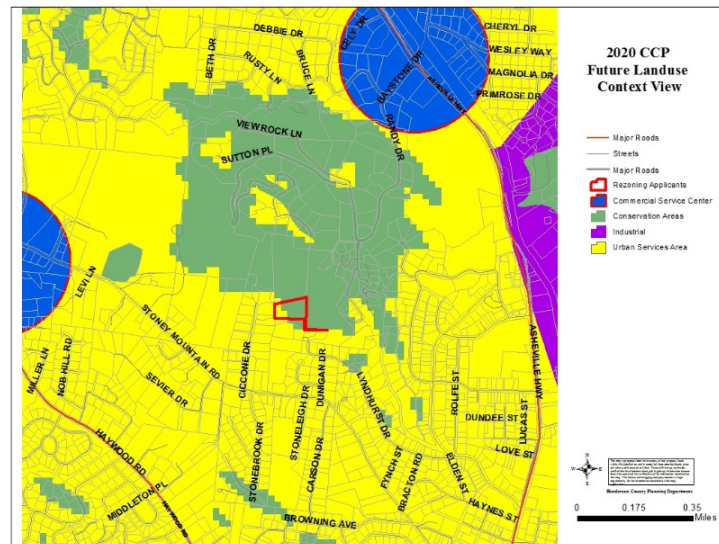 2020 CCP
Future Landuse
Context View
Major Roads
Streets
Major Roads
Rezoning Applicants
Commercial Service Center
Conservation Areas
Industrial
Urban Services Area
CHERYL DR
WESLEY WAY
MAGNOLIA DR
PRIMROSE DR
DEBBIE DR
CELY DR
BETH DR
RUSTY LN
BRUCE LN
BAYSTONE DR
RANDY DR
VIEWROCK LN
SUTTON PL
LEVI LN
STONEY MOUNTAIN RD
MILLER LN
NOB HILL RD
SEVIER DR
CICCONE DR
STONELEIGH DR
DUMIGAN DR
LYNDHURST DR
ROLFE ST
ASHEVILLE HWY
DUNDEE ST
LUCAS ST
LOVE ST
HAYWOOD RD
STONEBROOK DR
CARSON DR
FYNCH ST
BRACTON RD
ELDEN ST
HAYNES ST
MIDDLETON PL
HAYWOOD RD
BROWNING AVE
W
E
Henderson County Planning Department
0 0.175 0.35
Miles